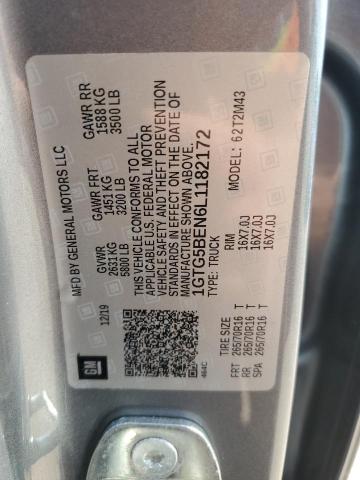 MFD BY GENERAL MOTORS LLC
12/19
GVWR
2631 KG
5800 LB
GAWR FRT
1451 KG
3200 LB
GAWR RR
1588 KG
3500 LB
THIS VEHICLE CONFORMS TO ALL
APPLICABLE U.S. FEDERAL MOTOR
VEHICLE SAFETY AND THEFT PREVENTION
STANDARDS IN EFFECT ON THE DATE OF
MANUFACTURE SHOWN ABOVE.
1GTG5BEN6L1182172
TYPE: TRUCK
62T2M43
GM
464C
TIRE SIZE RIM
FRT 265/70R16 T 16X7.0J
RR 265/70R16 T 16X7.0J
SPA 265/70R16 T 16X7.0J